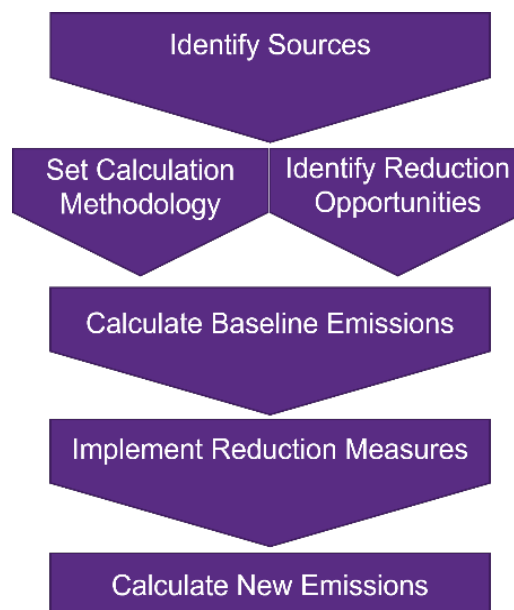 Identify Sources
Set Calculation
Methodology
Identify Reduction
Opportunities
Calculate Baseline Emissions
Implement Reduction Measures
Calculate New Emissions